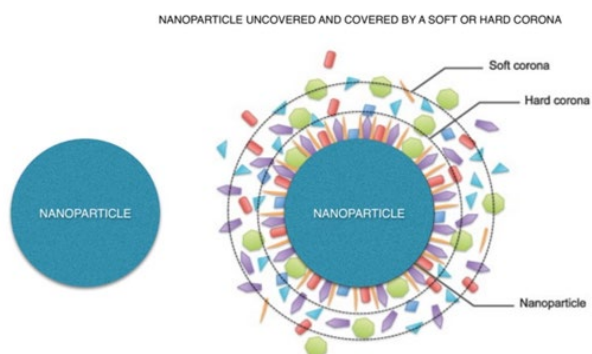 NANOPARTICLE UNCOVERED AND COVERED BY A SOFT OR HARD CORONA
Soft corona
Hard corona
NANOPARTICLE
NANOPARTICLE
Nanoparticle